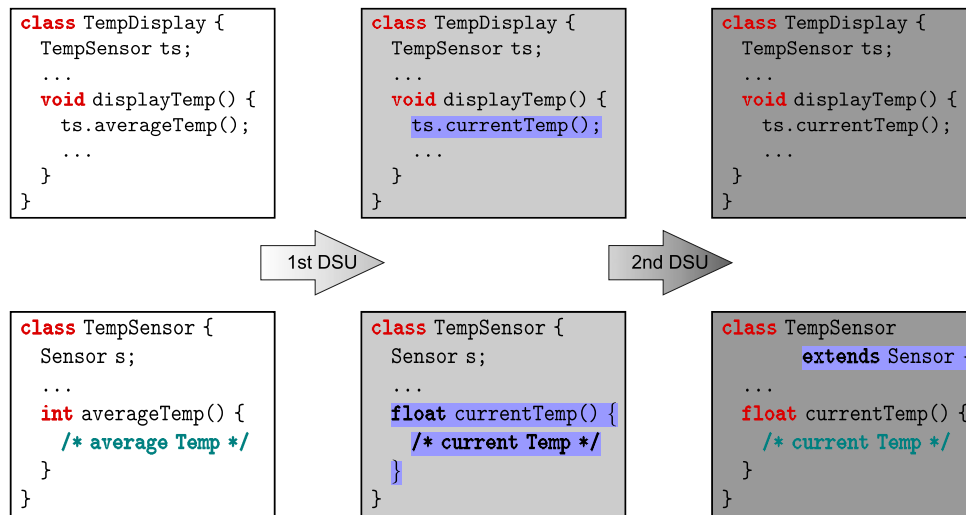 class TempDisplay {
TempSensor ts;
...
void displayTemp() {
ts.averageTemp();
...
}
}
class TempDisplay {
TempSensor ts;
...
void displayTemp() {
ts.currentTemp();
...
}
}
class TempDisplay {
TempSensor ts;
...
void displayTemp() {
ts.currentTemp();
...
}
}
1st DSU
2nd DSU
class TempSensor {
Sensor s;
...
int averageTemp() {
/* average Temp */
}
}
class TempSensor {
Sensor s;
...
float currentTemp() {
/* current Temp */
}
}
class TempSensor
extends Sensor {
...
float currentTemp() {
/* current Temp */
}
}